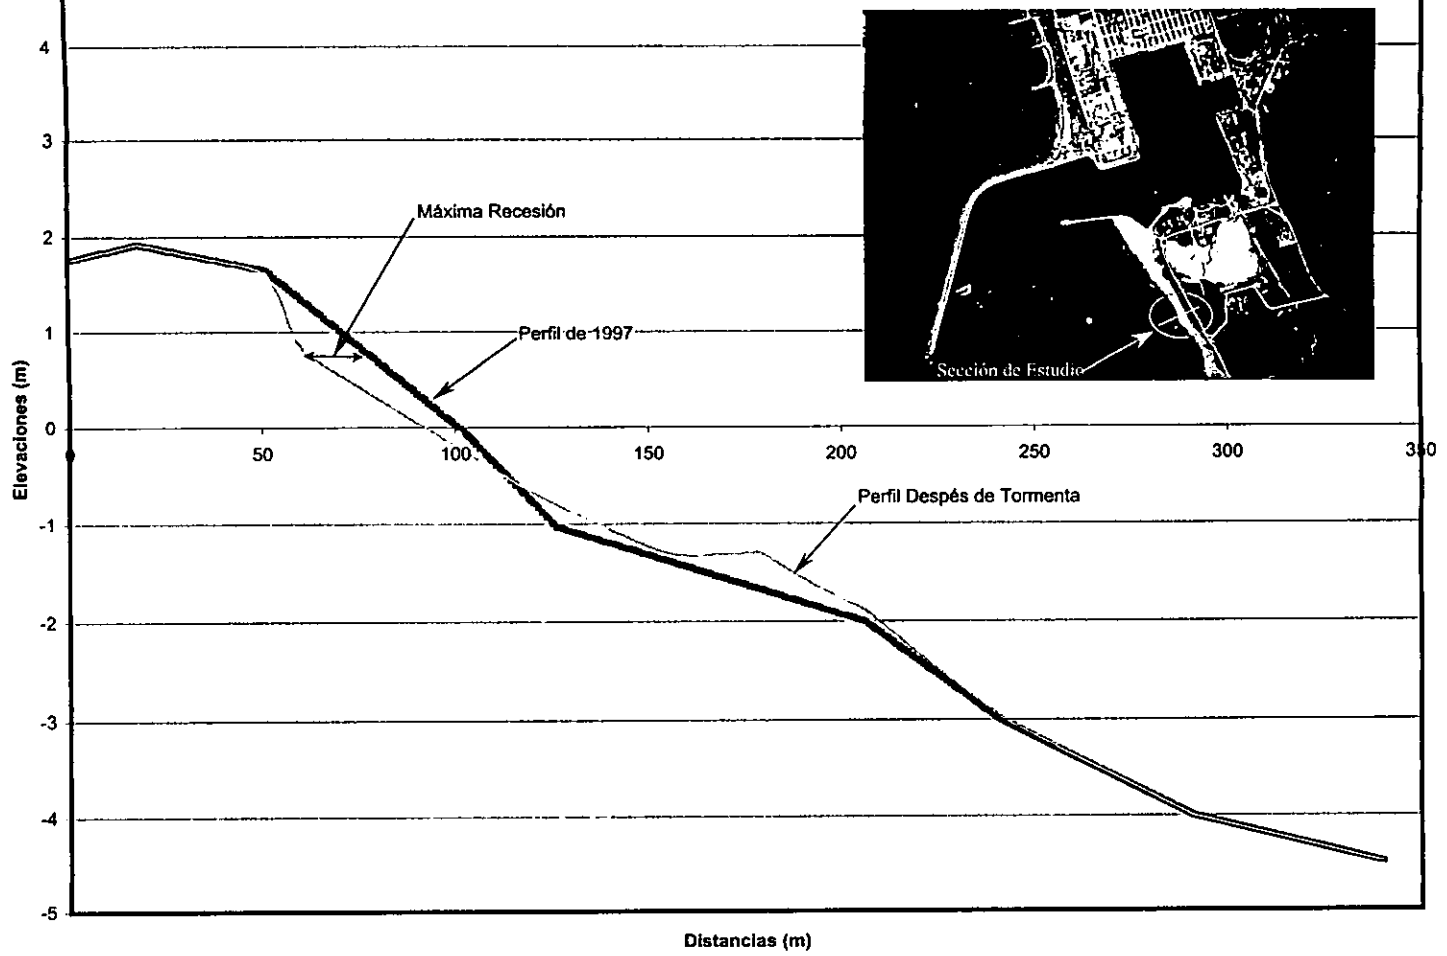 4
3
Máxima Recesión
2
Perfil de 1997
1
Sección de Estudio
Elevaciones (m)
0
0 50 100 150 200 250 300 350
Perfil Despés de Tormenta
-1
-2
-3
-4
-5
Distancias (m)